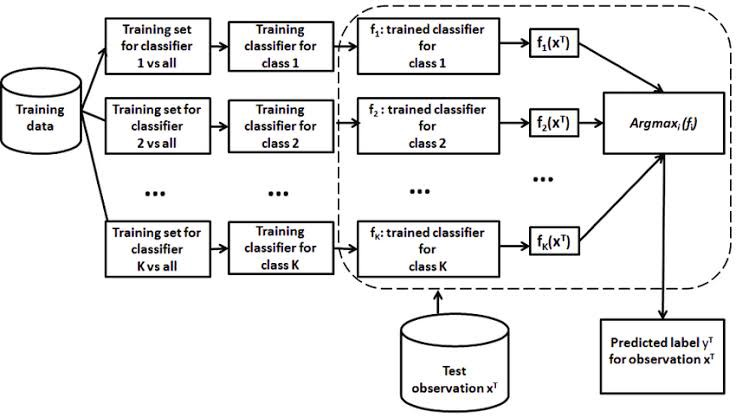 Training
data
Training set
for classifier
1 vs all
Training
classifier for
class 1
f₁: trained classifier
for
class 1
f₁(xᵀ)
Training set for
classifier
2 vs all
Training
classifier for
class 2
f₂ : trained classifier
for
class 2
f₂(xᵀ)
Argmaxᵢ(fᵢ)
...
...
...
...
Training set for
classifier
K vs all
Training
classifier for
class K
f_K: trained classifier
for
class K
f_K(xᵀ)
Test
observation xᵀ
Predicted label yᵀ
for observation xᵀ